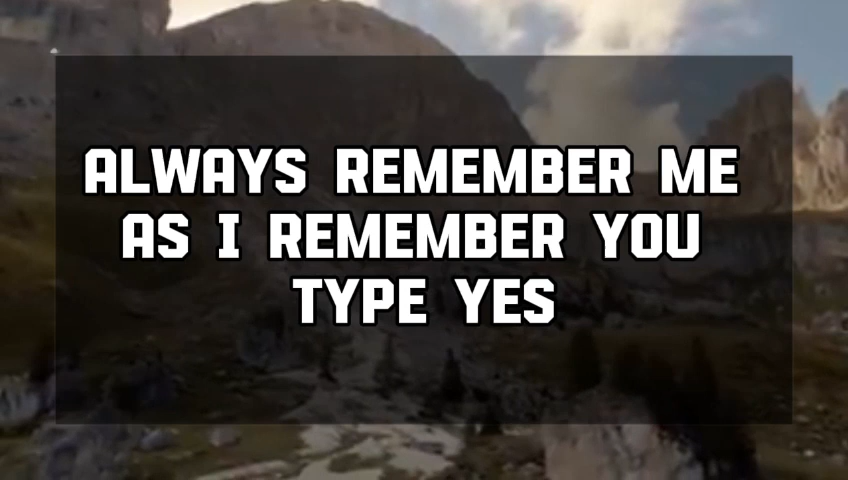 ALWAYS REMEMBER ME
AS I REMEMBER YOU
TYPE YES